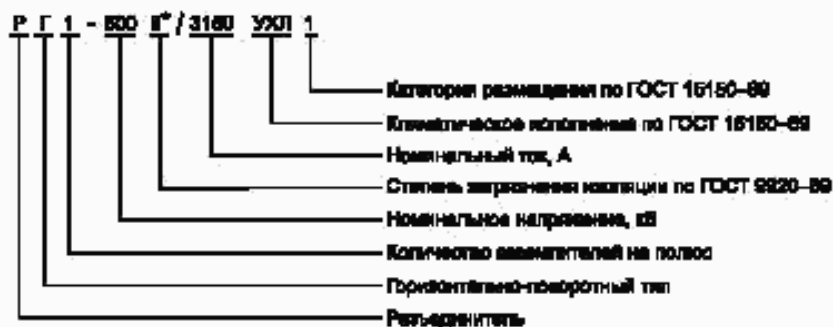 Р Г 1 - 500 II* / 3150 УХЛ 1
Категория размещения по ГОСТ 15150–69
Климатическое исполнение по ГОСТ 15150–69
Номинальный ток, А
Степень загрязнения изоляции по ГОСТ 9920–89
Номинальное напряжение, кВ
Количество заземлителей на полюс
Горизонтально-поворотный тип
Разъединитель